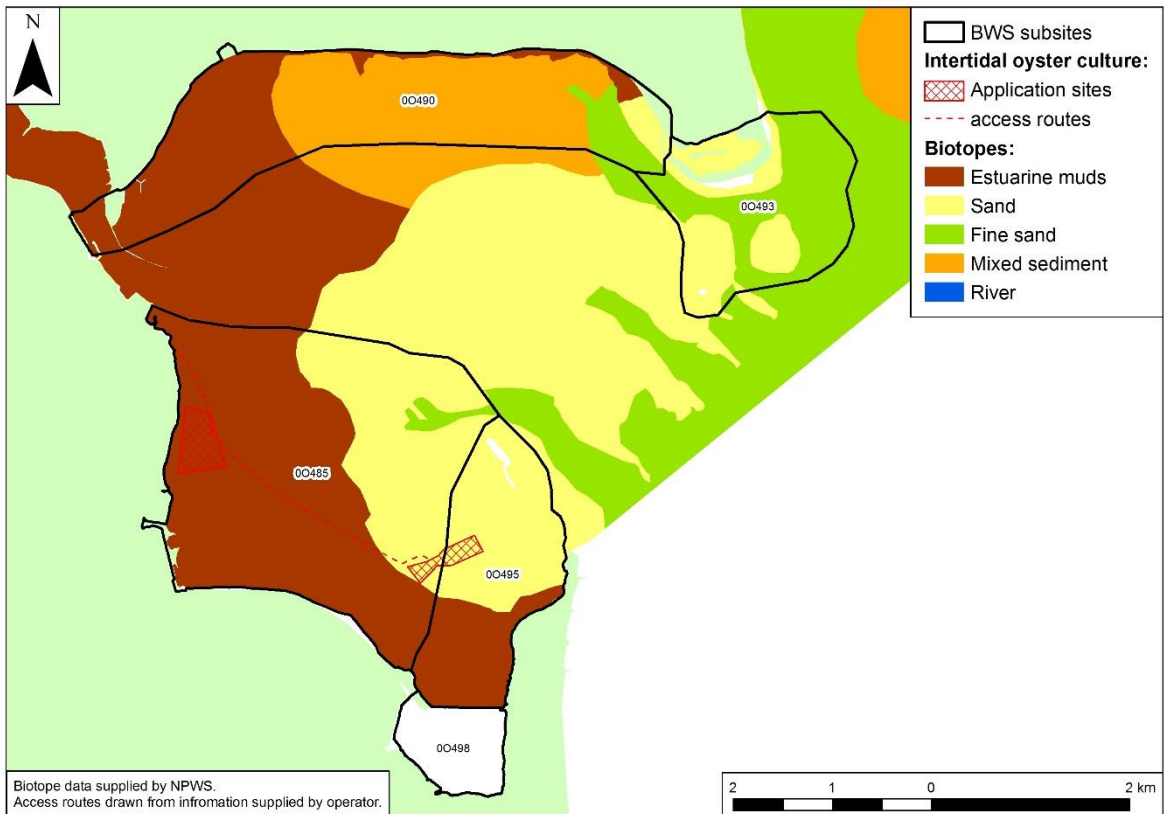 N
BWS subsites
Intertidal oyster culture:
Application sites
access routes
Biotopes:
Estuarine muds
Sand
Fine sand
Mixed sediment
River
0O490
0O493
0O485
0O495
0O498
Biotope data supplied by NPWS.
Access routes drawn from infromation supplied by operator.
2 1 0 2 km